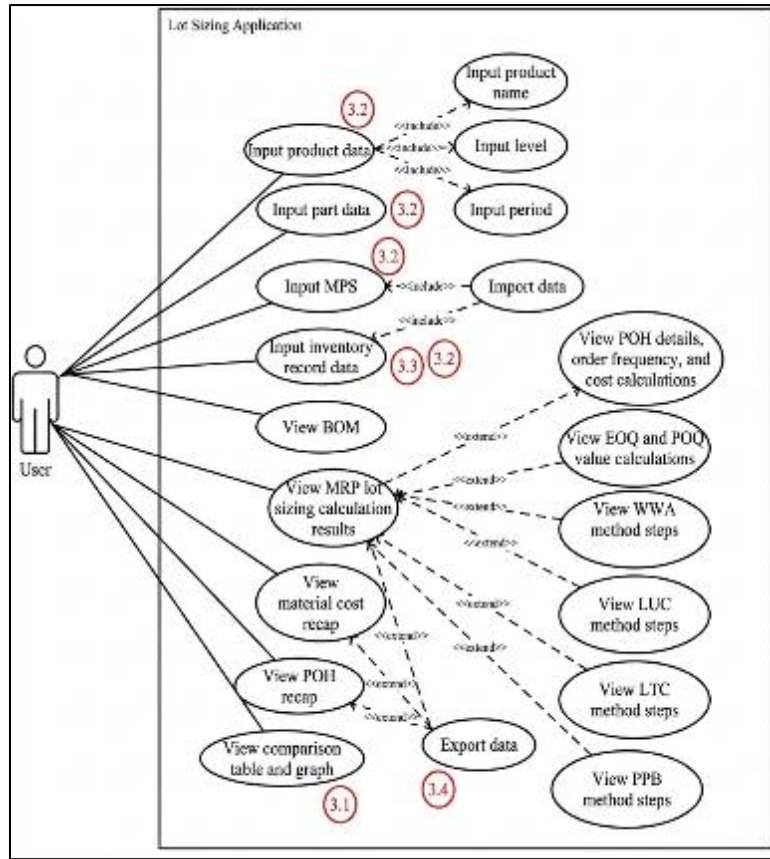 Lot Sizing Application
Input product
name
3.2
<<include>>
Input product data
<<include>>
Input level
<<include>>
Input part data
3.2
Input period
3.2
Input MPS
<<include>>
Import data
<<include>>
Input inventory
record data
3.3
3.2
View POH details,
order frequency, and
cost calculations
View BOM
<<extend>>
User
View EOQ and POQ
value calculations
<<extend>>
View MRP lot
sizing calculation
results
<<extend>>
View WWA
method steps
<<extend>>
View
material cost
recap
View LUC
method steps
<<extend>>
<<extend>>
<<extend>>
View POH
recap
<<extend>>
<<extend>>
View LTC
method steps
View comparison
table and graph
Export data
3.1
3.4
View PPB
method steps